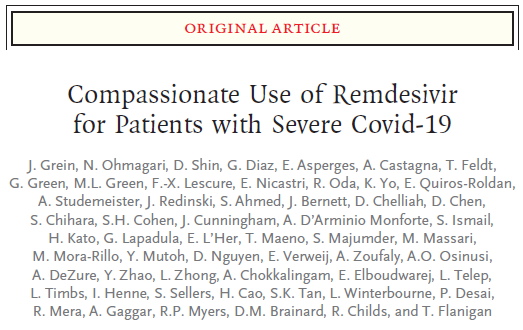 ORIGINAL ARTICLE
Compassionate Use of Remdesivir
for Patients with Severe Covid-19
J. Grein, N. Ohmagari, D. Shin, G. Diaz, E. Asperges, A. Castagna, T. Feldt,
G. Green, M.L. Green, F.-X. Lescure, E. Nicastri, R. Oda, K. Yo, E. Quiros-Roldan,
A. Studemeister, J. Redinski, S. Ahmed, J. Bernett, D. Chelliah, D. Chen,
S. Chihara, S.H. Cohen, J. Cunningham, A. D'Arminio Monforte, S. Ismail,
H. Kato, G. Lapadula, E. L'Her, T. Maeno, S. Majumder, M. Massari,
M. Mora-Rillo, Y. Mutoh, D. Nguyen, E. Verweij, A. Zoufaly, A.O. Osinusi,
A. DeZure, Y. Zhao, L. Zhong, A. Chokkalingam, E. Elboudwarej, L. Telep,
L. Timbs, I. Henne, S. Sellers, H. Cao, S.K. Tan, L. Winterbourne, P. Desai,
R. Mera, A. Gaggar, R.P. Myers, D.M. Brainard, R. Childs, and T. Flanigan